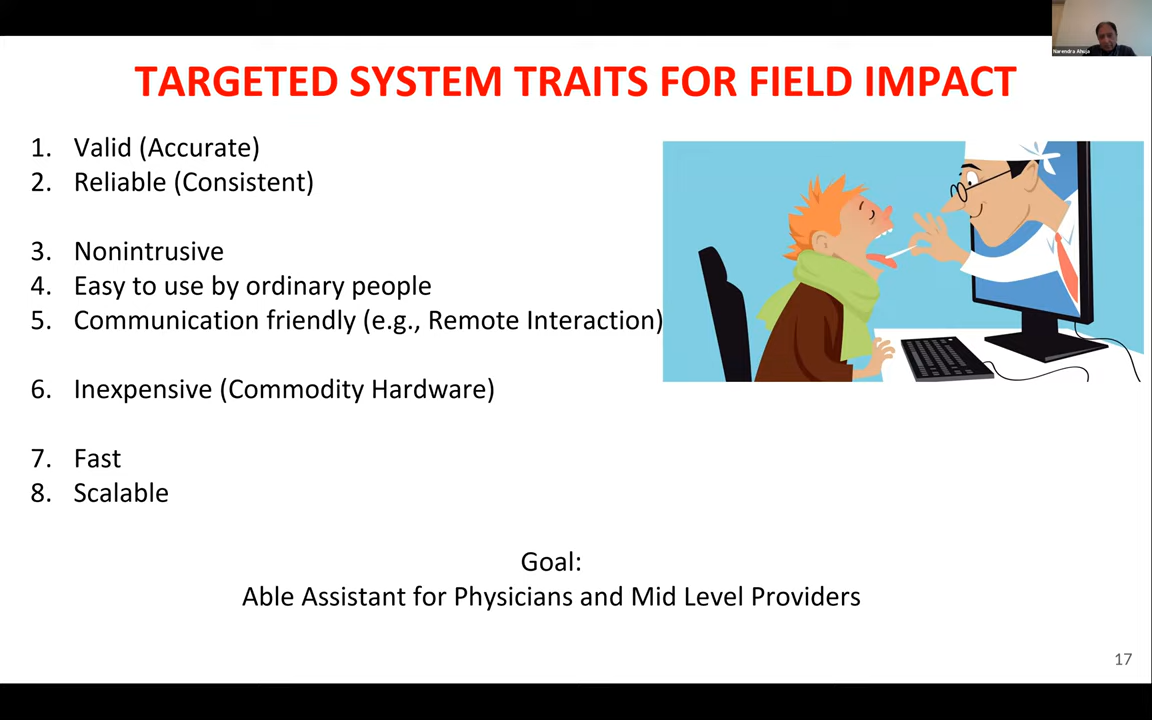 Narendra Ahuja
TARGETED SYSTEM TRAITS FOR FIELD IMPACT
1. Valid (Accurate)
2. Reliable (Consistent)
3. Nonintrusive
4. Easy to use by ordinary people
5. Communication friendly (e.g., Remote Interaction)
6. Inexpensive (Commodity Hardware)
7. Fast
8. Scalable
Goal:
Able Assistant for Physicians and Mid Level Providers
17